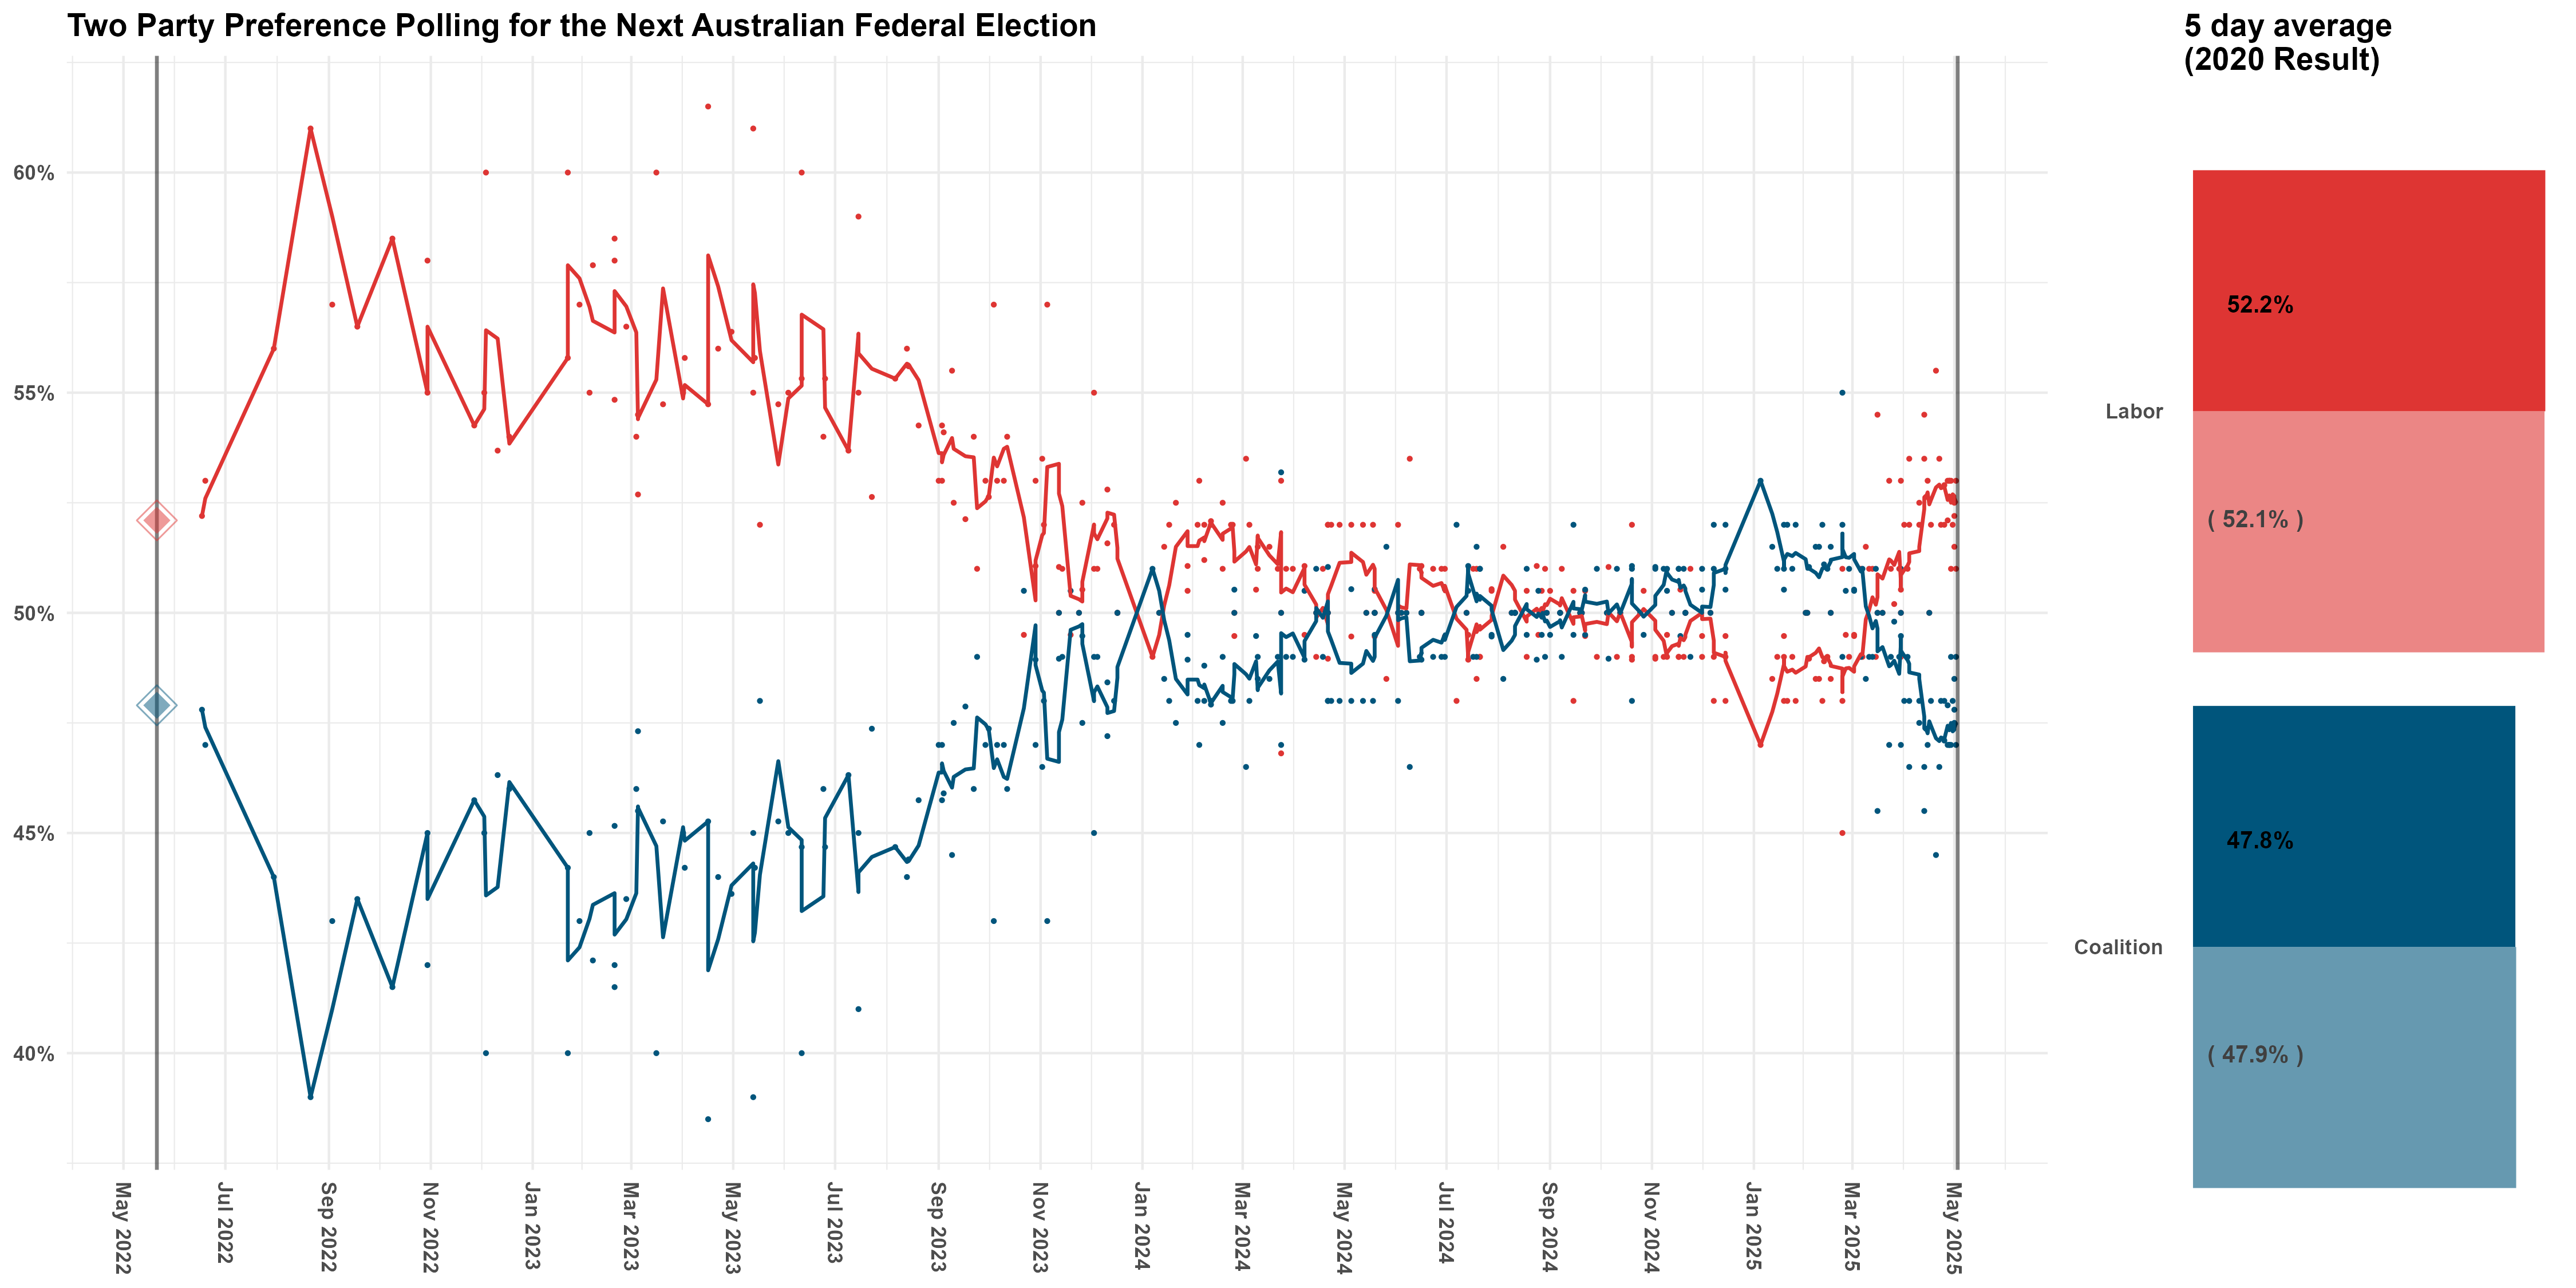 Two Party Preference Polling for the Next Australian Federal Election
5 day average
(2020 Result)
60%
55%
50%
45%
40%
May 2022
Jul 2022
Sep 2022
Nov 2022
Jan 2023
Mar 2023
May 2023
Jul 2023
Sep 2023
Nov 2023
Jan 2024
Mar 2024
May 2024
Jul 2024
Sep 2024
Nov 2024
Jan 2025
Mar 2025
May 2025
Labor
52.2%
( 52.1% )
Coalition
47.8%
( 47.9% )